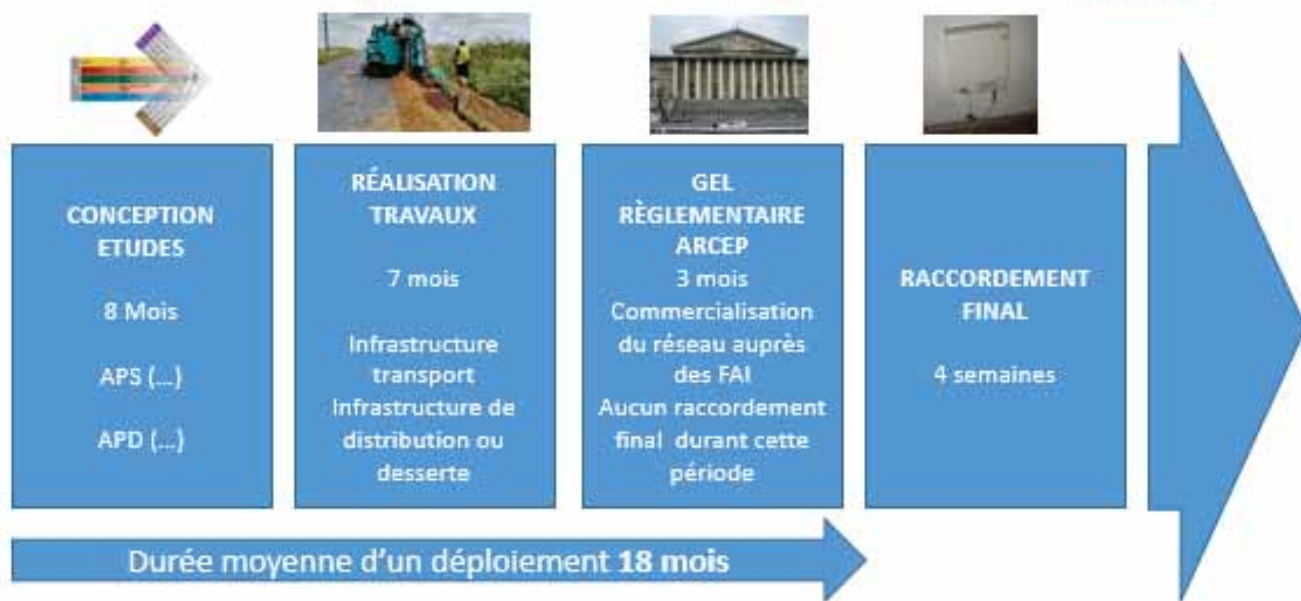 CONCEPTION
ETUDES
8 Mois
APS (...)
APD (...)
RÉALISATION
TRAVAUX
7 mois
Infrastructure
transport
Infrastructure de
distribution ou
desserte
GEL
RÈGLEMENTAIRE
ARCEP
3 mois
Commercialisation
du réseau auprès
des FAI
Aucun raccordement
final durant cette
période
RACCORDEMENT
FINAL
4 semaines
Durée moyenne d'un déploiement 18 mois